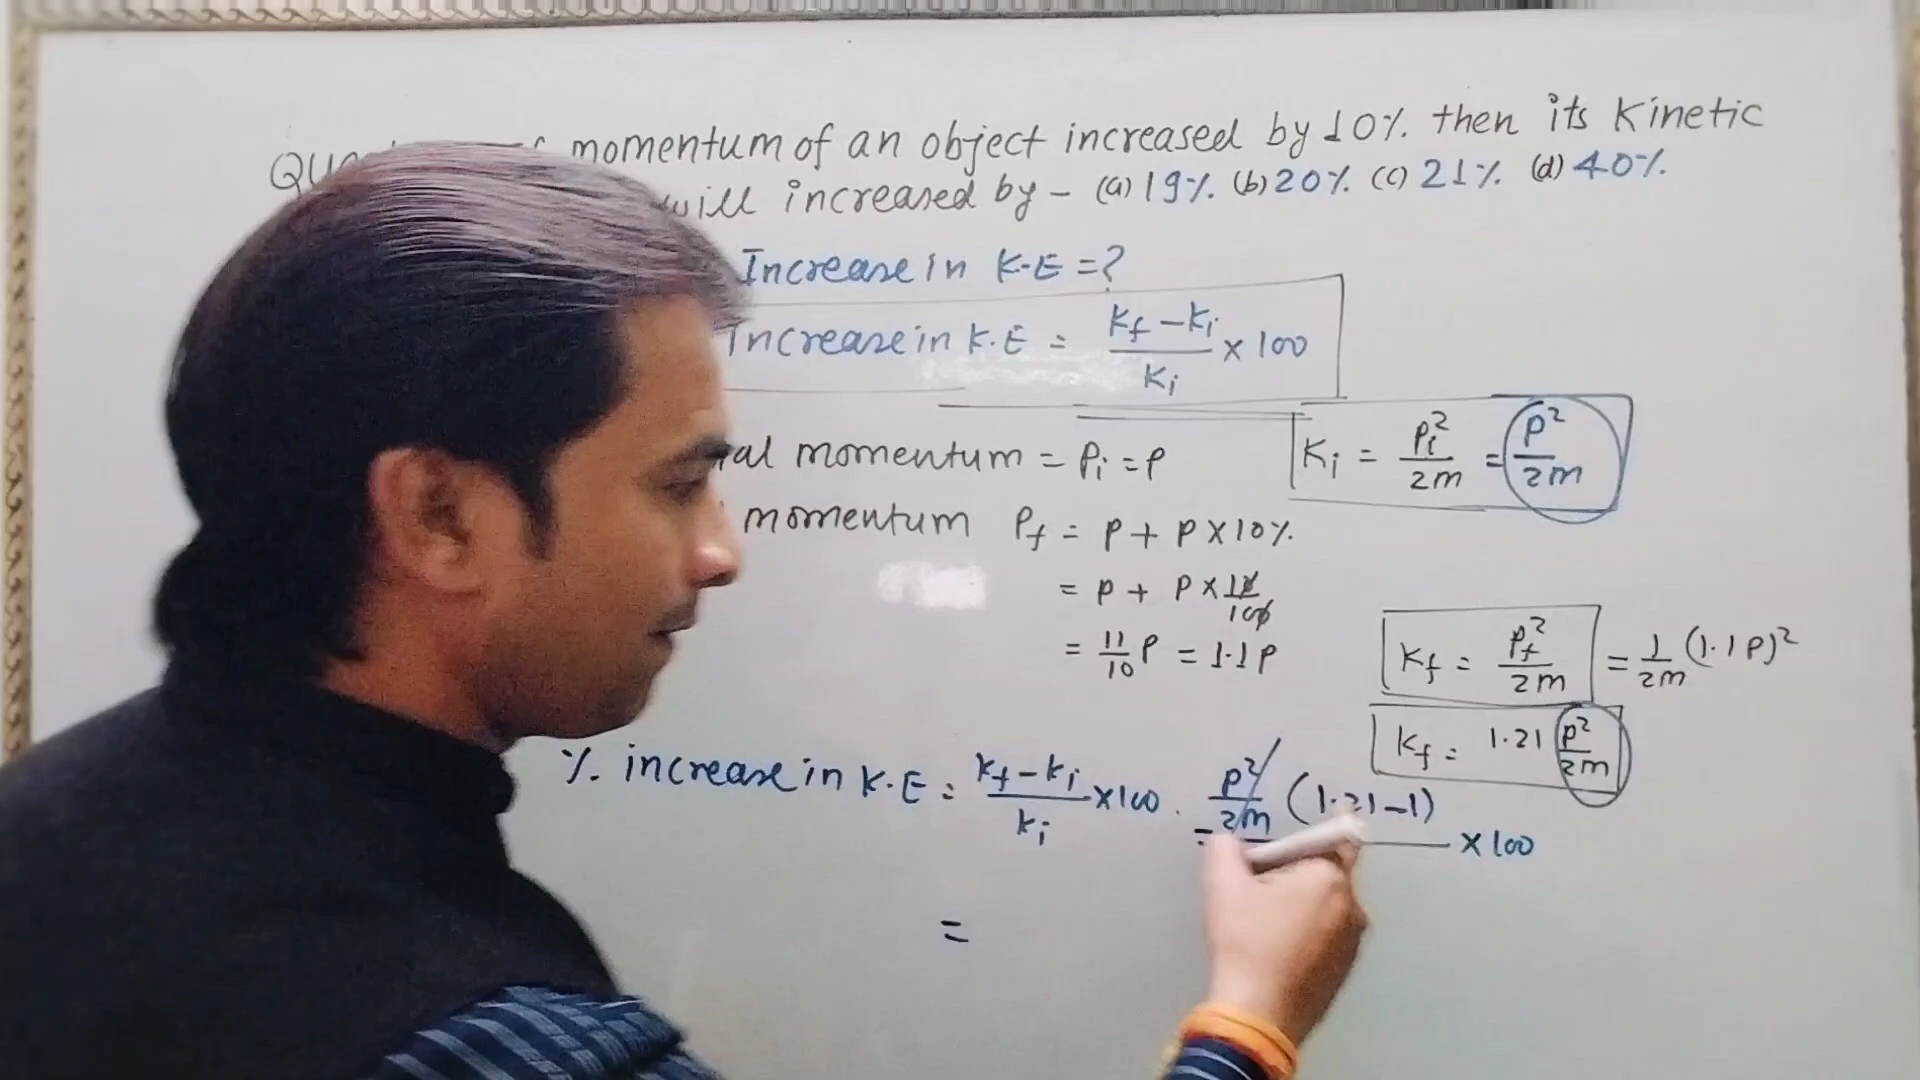 momentum of an object increased by 10%. then its Kinetic
will increased by - (a) 19%. (b) 20%. (c) 21%. (d) 40%.
Increase in K.E = ?
Increase in K.E = Kf - Ki / Ki × 100
momentum = Pi = P
Ki = Pi² / 2m = P² / 2m
momentum Pf = P + P × 10%.
= P + P × 10 / 100
= 11/10 P = 1.1 P
Kf = Pf² / 2m = 1/2m (1.1 P)²
Kf = 1.21 P² / 2m
% increase in K.E = Kf - Ki / Ki × 100 = P² / 2m (1.21 - 1) × 100
=